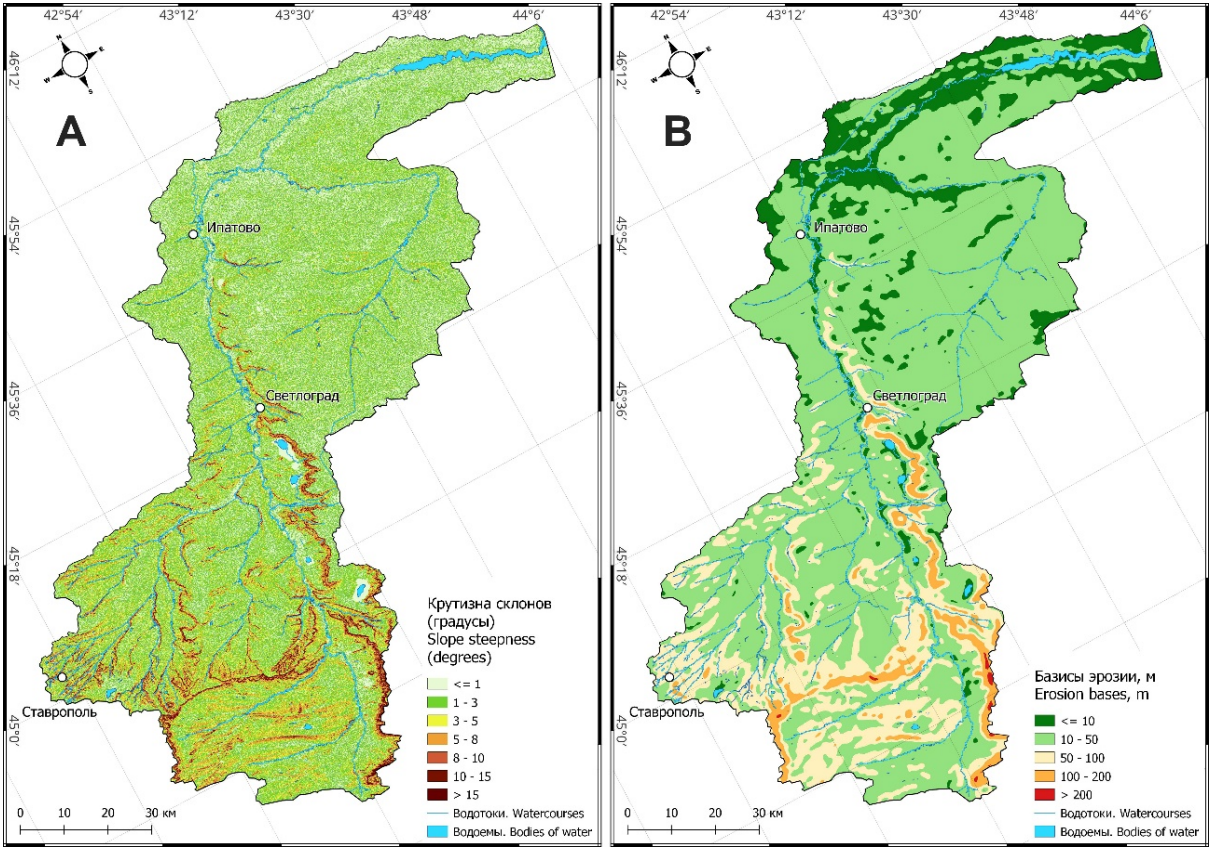 42°54′ 43°12′ 43°30′ 43°48′ 44°6′
N
E
W
S
A
46°12′
45°54′
45°36′
45°18′
45°0′
Ипатово
Светлоград
Ставрополь
Крутизна склонов
(градусы)
Slope steepness
(degrees)
<= 1
1 - 3
3 - 5
5 - 8
8 - 10
10 - 15
> 15
Водотоки. Watercourses
Водоемы. Bodies of water
0 10 20 30 км
42°54′ 43°12′ 43°30′ 43°48′ 44°6′
N
E
W
S
B
46°12′
45°54′
45°36′
45°18′
45°0′
Ипатово
Светлоград
Ставрополь
Базисы эрозии, м
Erosion bases, m
<= 10
10 - 50
50 - 100
100 - 200
> 200
Водотоки. Watercourses
Водоемы. Bodies of water
0 10 20 30 км